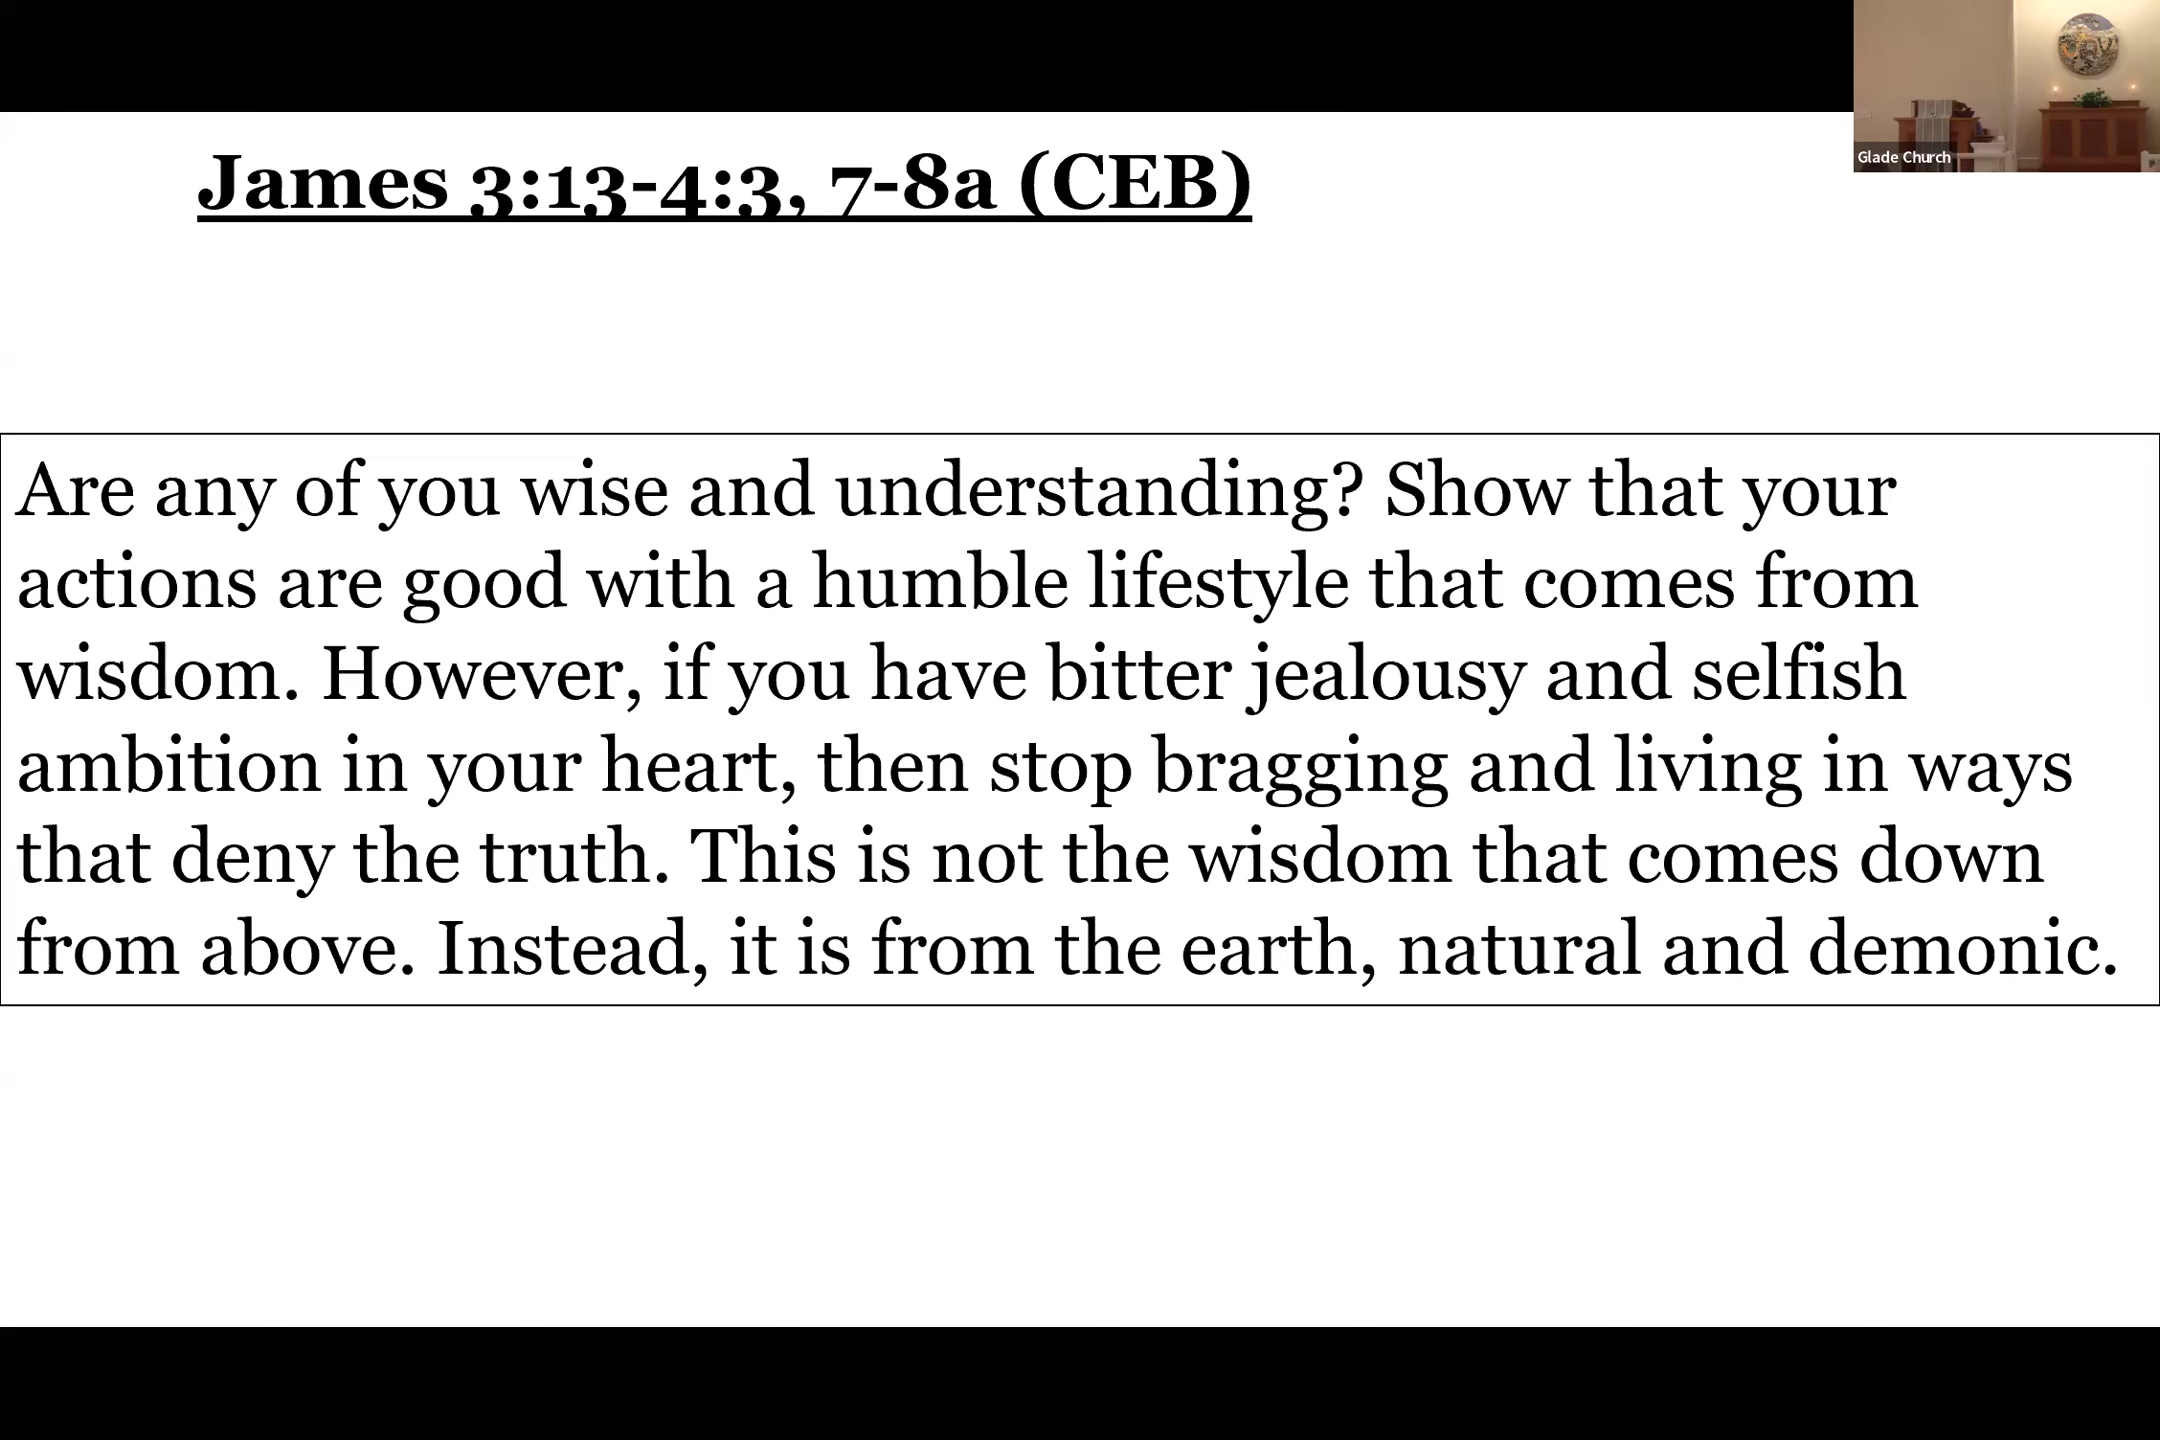 Glade Church
James 3:13-4:3, 7-8a (CEB)
Are any of you wise and understanding? Show that your
actions are good with a humble lifestyle that comes from
wisdom. However, if you have bitter jealousy and selfish
ambition in your heart, then stop bragging and living in ways
that deny the truth. This is not the wisdom that comes down
from above. Instead, it is from the earth, natural and demonic.